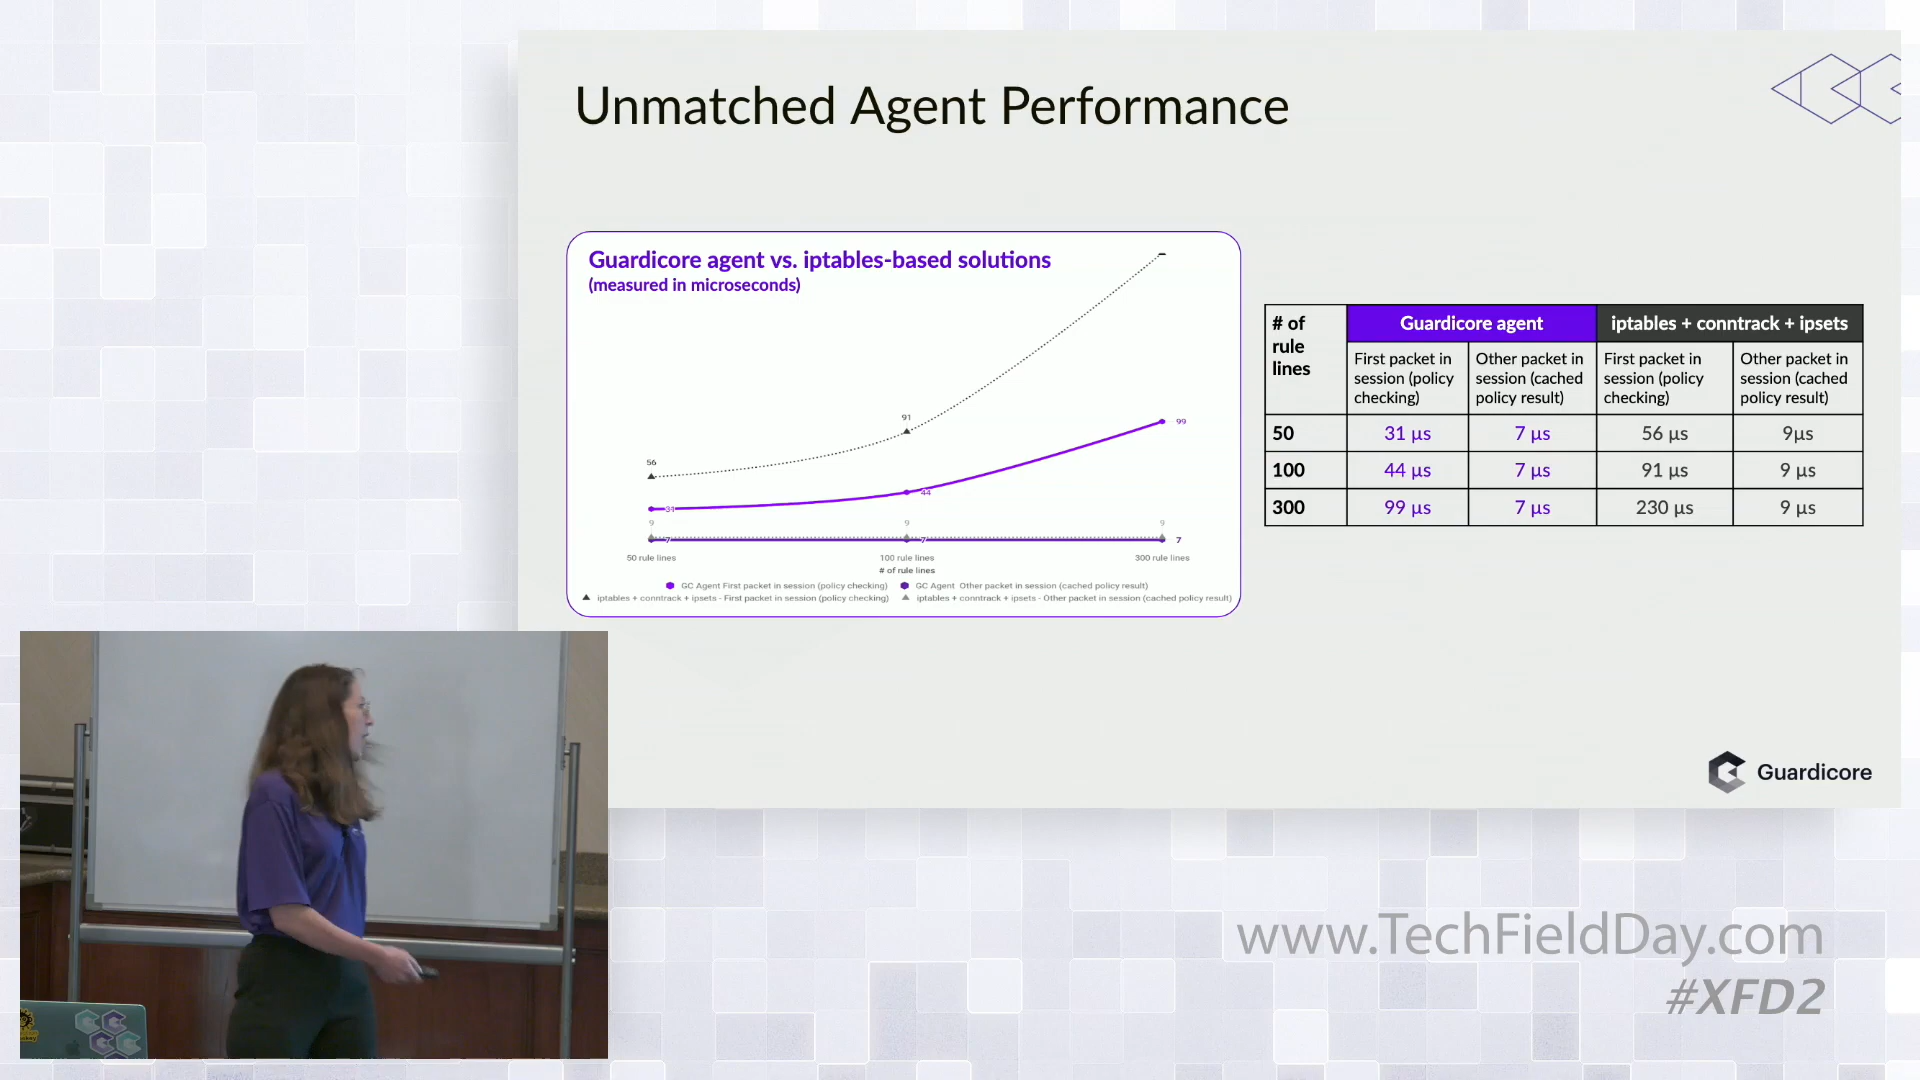 Unmatched Agent Performance
Guardicore agent vs. iptables-based solutions
(measured in microseconds)
91
99
56
44
31
9 9 9
7 7 7
50 rule lines 100 rule lines 300 rule lines
# of rule lines
GC Agent First packet in session (policy checking) GC Agent Other packet in session (cached policy result)
iptables + conntrack + ipsets - First packet in session (policy checking) iptables + conntrack + ipsets - Other packet in session (cached policy result)
# of rule lines Guardicore agent iptables + conntrack + ipsets
First packet in session (policy checking) Other packet in session (cached policy result) First packet in session (policy checking) Other packet in session (cached policy result)
50 31 µs 7 µs 56 µs 9µs
100 44 µs 7 µs 91 µs 9 µs
300 99 µs 7 µs 230 µs 9 µs
Guardicore
www.TechFieldDay.com
#XFD2